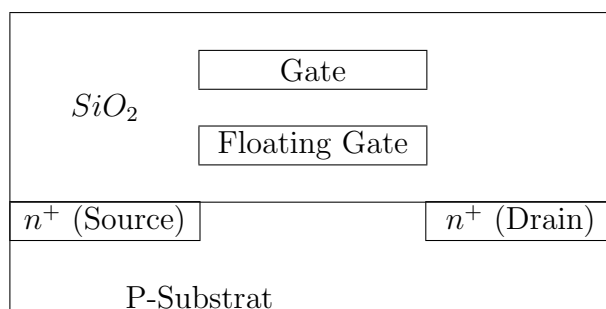 Gate
SiO₂
Floating Gate
n⁺ (Source)
n⁺ (Drain)
P-Substrat